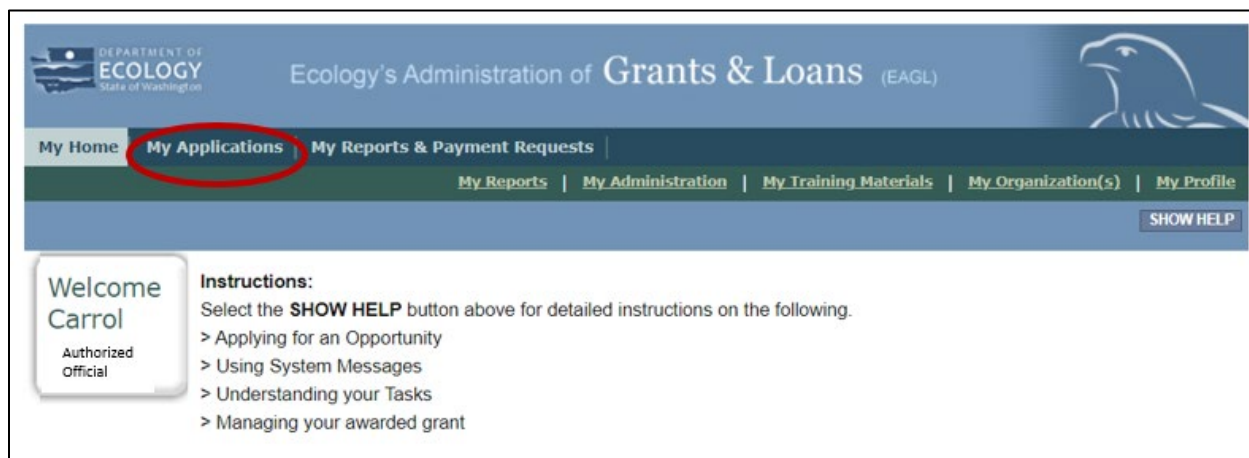 DEPARTMENT OF
ECOLOGY
State of Washington
Ecology's Administration of Grants & Loans (EAGL)
My Home My Applications My Reports & Payment Requests
My Reports | My Administration | My Training Materials | My Organization(s) | My Profile
SHOW HELP
Welcome
Carrol
Authorized
Official
Instructions:
Select the SHOW HELP button above for detailed instructions on the following.
> Applying for an Opportunity
> Using System Messages
> Understanding your Tasks
> Managing your awarded grant